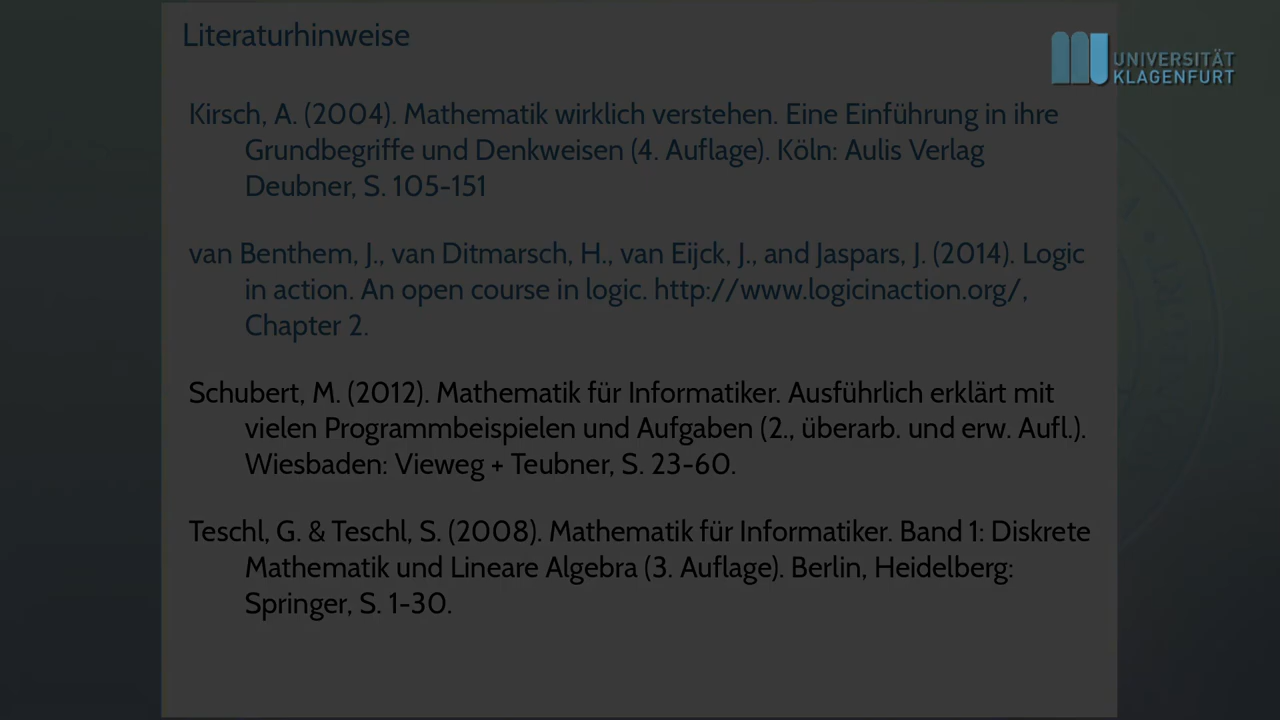 Literaturhinweise
UNIVERSITÄT
KLAGENFURT
Kirsch, A. (2004). Mathematik wirklich verstehen. Eine Einführung in ihre
Grundbegriffe und Denkweisen (4. Auflage). Köln: Aulis Verlag
Deubner, S. 105-151
van Benthem, J., van Ditmarsch, H., van Eijck, J., and Jaspars, J. (2014). Logic
in action. An open course in logic. http://www.logicinaction.org/,
Chapter 2.
Schubert, M. (2012). Mathematik für Informatiker. Ausführlich erklärt mit
vielen Programmbeispielen und Aufgaben (2., überarb. und erw. Aufl.).
Wiesbaden: Vieweg + Teubner, S. 23-60.
Teschl, G. & Teschl, S. (2008). Mathematik für Informatiker. Band 1: Diskrete
Mathematik und Lineare Algebra (3. Auflage). Berlin, Heidelberg:
Springer, S. 1-30.